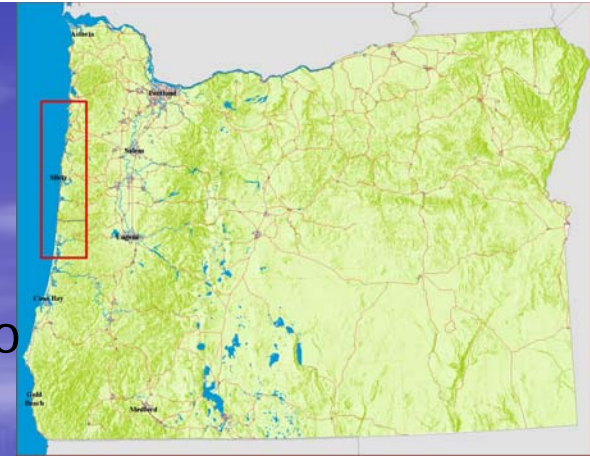 Astoria
Portland
Salem
Siletz
Eugene
Coos Bay
o
Gold
Beach
Medford